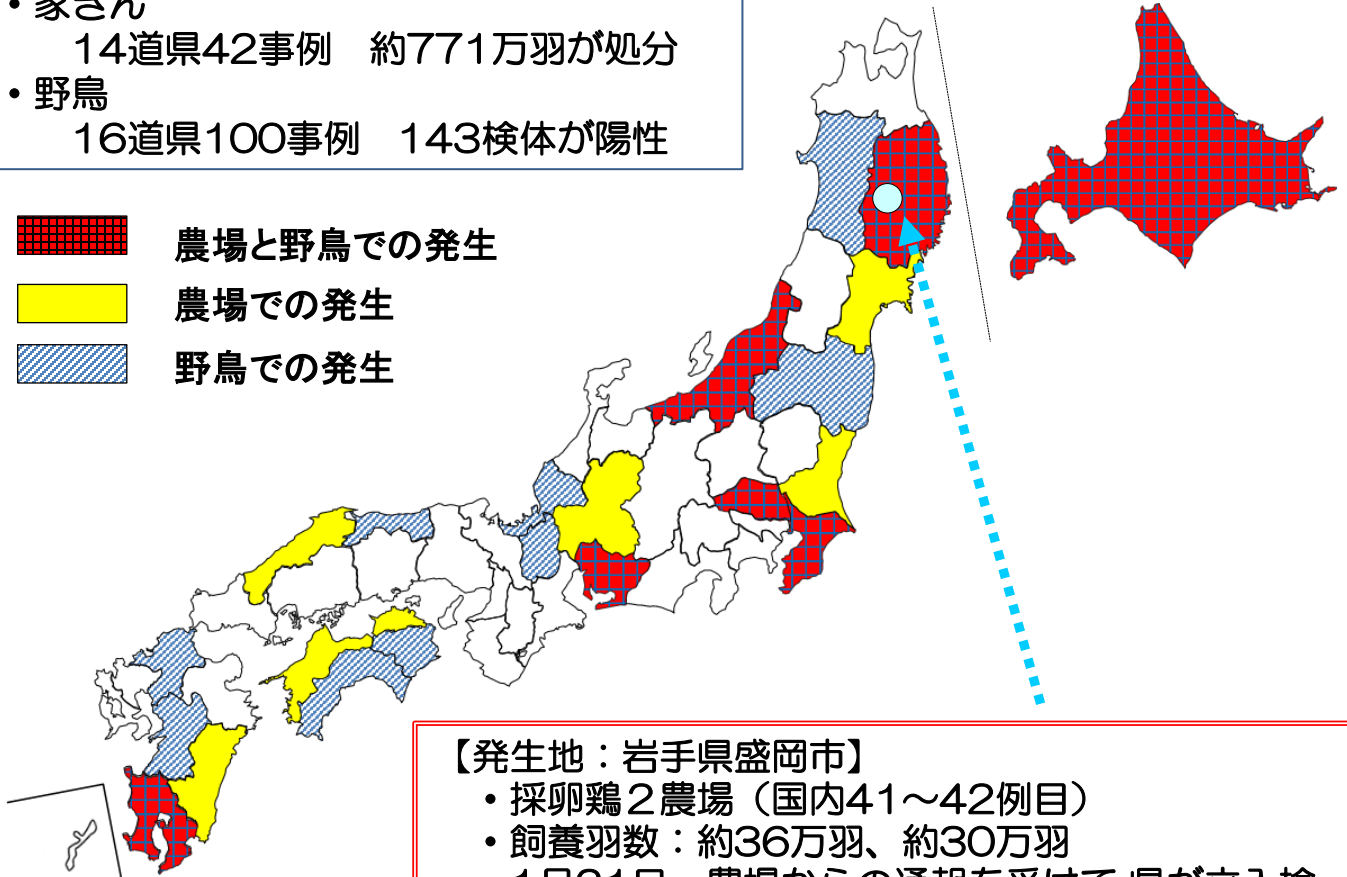 ・家きん
14道県42事例　約771万羽が処分
・野鳥
16道県100事例　143検体が陽性
農場と野鳥での発生
農場での発生
野鳥での発生
【発生地：岩手県盛岡市】
・採卵鶏２農場（国内41～42例目）
・飼養羽数：約36万羽、約30万羽